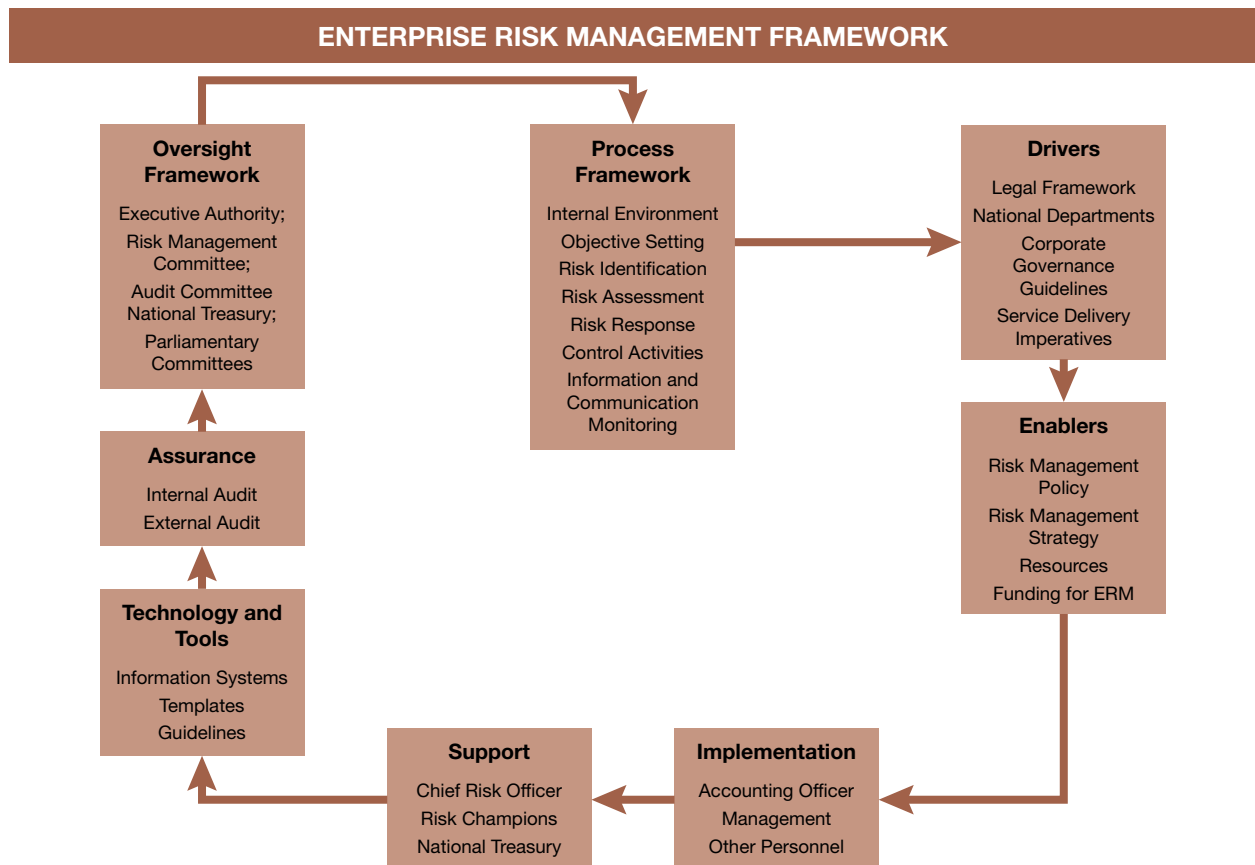 ENTERPRISE RISK MANAGEMENT FRAMEWORK
Oversight
Framework
Executive Authority;
Risk Management
Committee;
Audit Committee
National Treasury;
Parliamentary
Committees
Process
Framework
Internal Environment
Objective Setting
Risk Identification
Risk Assessment
Risk Response
Control Activities
Information and
Communication
Monitoring
Drivers
Legal Framework
National Departments
Corporate
Governance
Guidelines
Service Delivery
Imperatives
Enablers
Risk Management
Policy
Risk Management
Strategy
Resources
Funding for ERM
Implementation
Accounting Officer
Management
Other Personnel
Support
Chief Risk Officer
Risk Champions
National Treasury
Technology and
Tools
Information Systems
Templates
Guidelines
Assurance
Internal Audit
External Audit